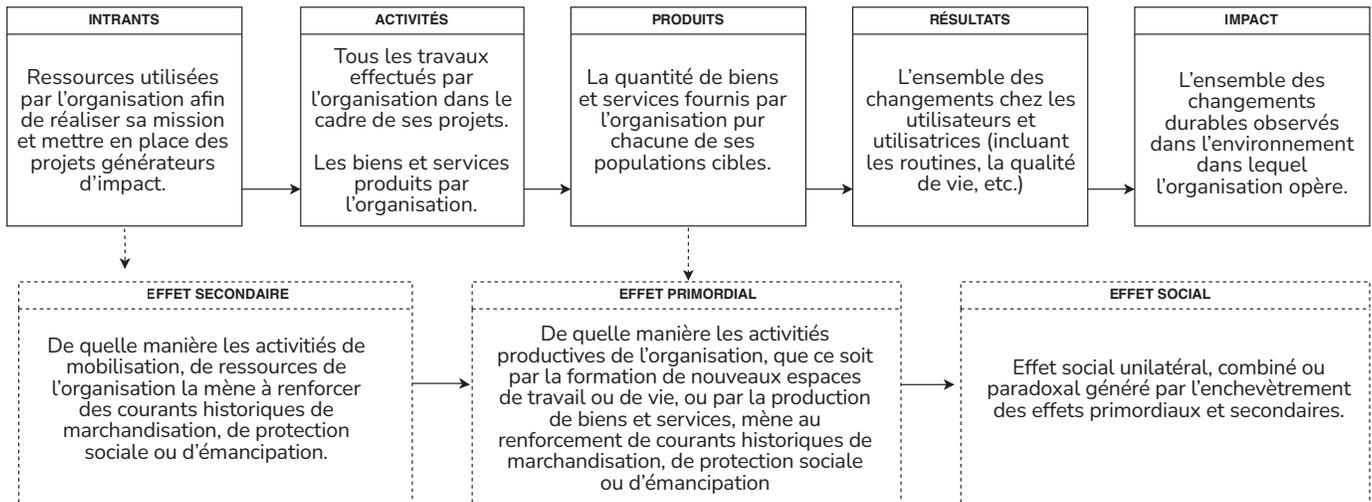 INTRANTS
Ressources utilisées
par l'organisation afin
de réaliser sa mission
et mettre en place des
projets générateurs
d'impact.
ACTIVITÉS
Tous les travaux
effectués par
l'organisation dans le
cadre de ses projets.
Les biens et services
produits par
l'organisation.
PRODUITS
La quantité de biens
et services fournis par
l'organisation pur
chacune de ses
populations cibles.
RÉSULTATS
L'ensemble des
changements chez les
utilisateurs et
utilisatrices (incluant
les routines, la qualité
de vie, etc.)
IMPACT
L'ensemble des
changements
durables observés
dans l'environnement
dans lequel
l'organisation opère.
EFFET SECONDAIRE
De quelle manière les activitiés de
mobilisation, de ressources de
l'organisation la mène à renforcer
des courants historiques de
marchandisation, de protection
sociale ou d'émancipation.
EFFET PRIMORDIAL
De quelle manière les activitiés
productives de l'organisation, que ce soit
par la formation de nouveaux espaces
de travail ou de vie, ou par la production
de biens et services, mène au
renforcement de courants historiques de
marchandisation, de protection sociale
ou d'émancipation
EFFET SOCIAL
Effet social unilatéral, combiné ou
paradoxal généré par l'enchevètrement
des effets primordiaux et secondaires.